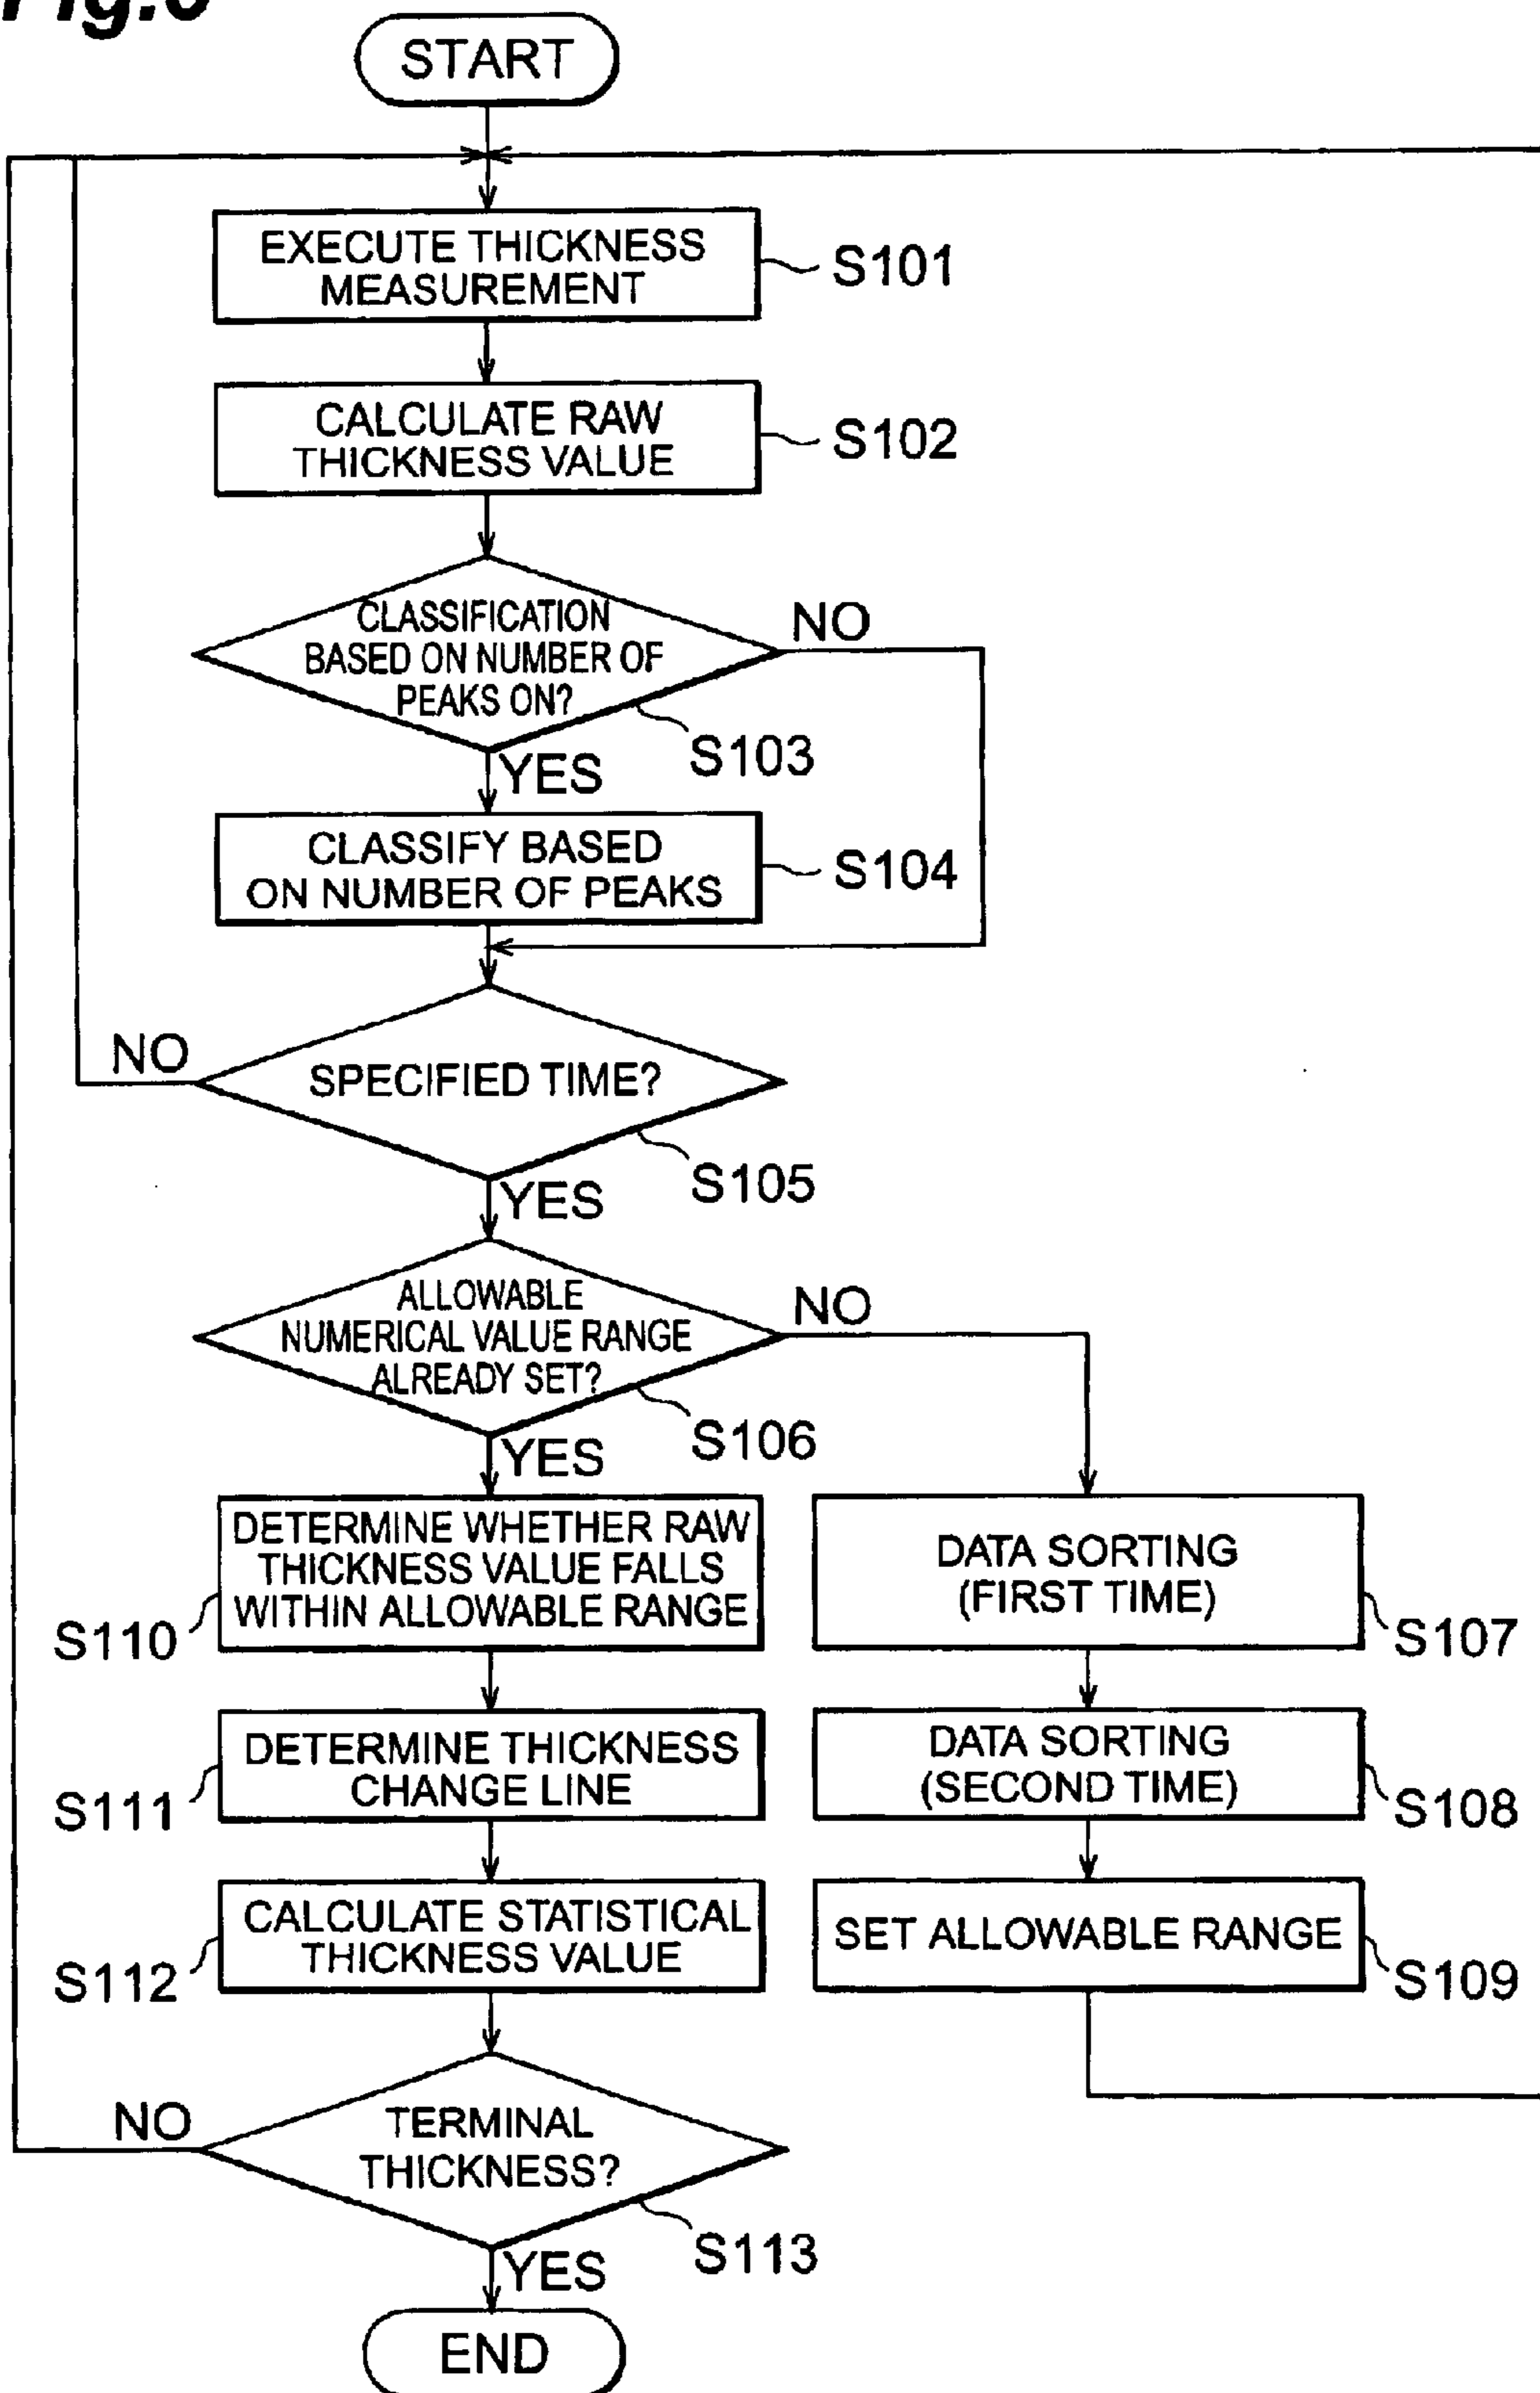 START
EXECUTE THICKNESS
MEASUREMENT
S101
CALCULATE RAW
THICKNESS VALUE
S102
CLASSIFICATION
BASED ON NUMBER OF
PEAKS ON?
NO
S103
YES
CLASSIFY BASED
ON NUMBER OF PEAKS
S104
NO
SPECIFIED TIME?
S105
YES
ALLOWABLE
NUMERICAL VALUE RANGE
ALREADY SET?
NO
S106
YES
DETERMINE WHETHER RAW
THICKNESS VALUE FALLS
WITHIN ALLOWABLE RANGE
S110
DATA SORTING
(FIRST TIME)
S107
DETERMINE THICKNESS
CHANGE LINE
S111
DATA SORTING
(SECOND TIME)
S108
CALCULATE STATISTICAL
THICKNESS VALUE
S112
SET ALLOWABLE RANGE
S109
NO
TERMINAL
THICKNESS?
S113
YES
END